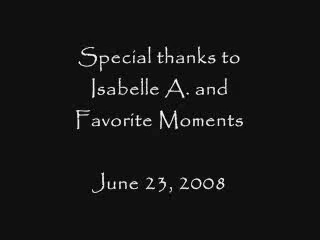 Special thanks to
Isabelle A. and
Favorite Moments
June 23, 2008